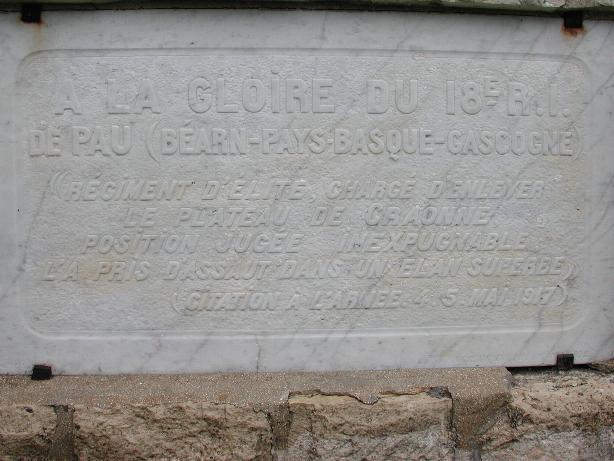 A LA GLOIRE DU 18E R.I.
DE PAU (BÉARN-PAYS-BASQUE-GASCOGNE)
((RÉGIMENT D'ÉLITE, CHARGÉ D'ENLEVER
LE PLATEAU DE CRAONNE
POSITION JUGÉE INEXPUGNABLE
L'A PRIS D'ASSAUT DANS UN ÉLAN SUPERBE))
(CITATION À L'ARMÉE. 4. 5. MAI 1917)